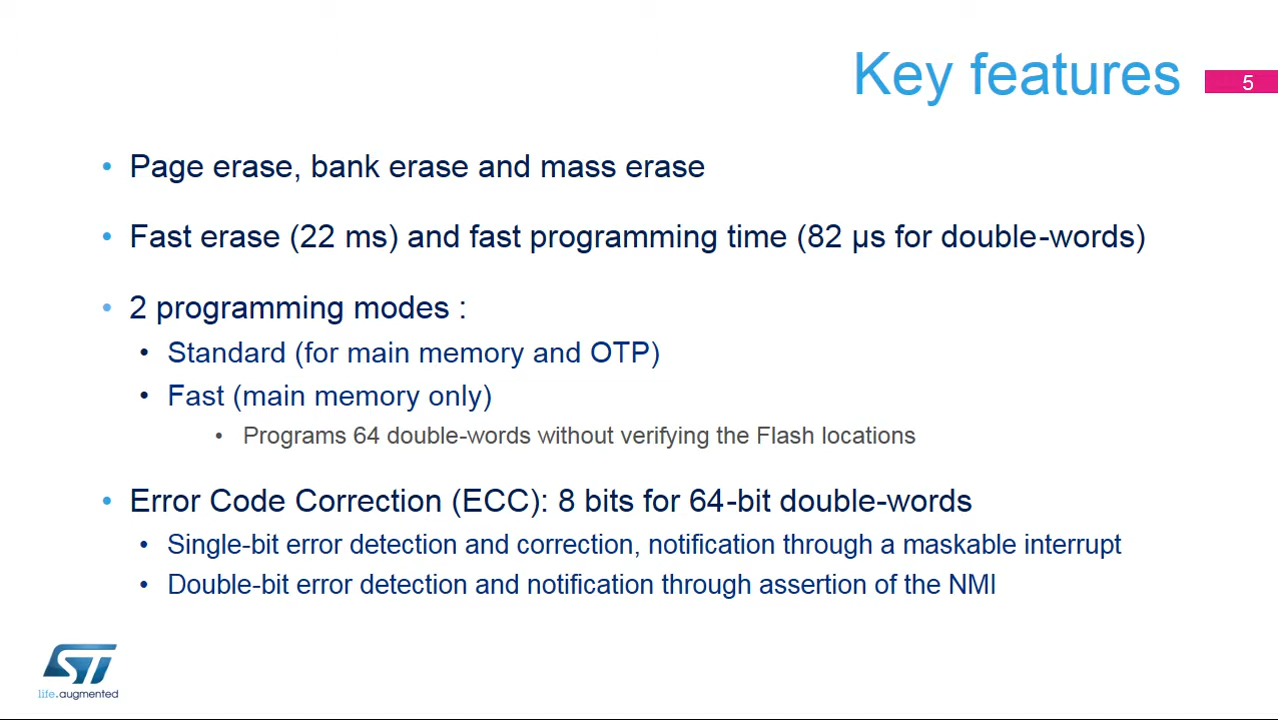 Key features
5
• Page erase, bank erase and mass erase
• Fast erase (22 ms) and fast programming time (82 µs for double-words)
• 2 programming modes :
• Standard (for main memory and OTP)
• Fast (main memory only)
• Programs 64 double-words without verifying the Flash locations
• Error Code Correction (ECC): 8 bits for 64-bit double-words
• Single-bit error detection and correction, notification through a maskable interrupt
• Double-bit error detection and notification through assertion of the NMI
ST
life.augmented